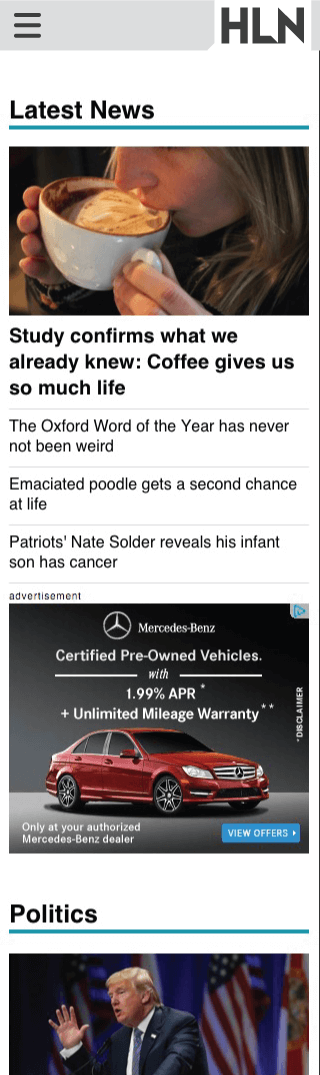 HLN
Latest News
Study confirms what we
already knew: Coffee gives us
so much life
The Oxford Word of the Year has never
not been weird
Emaciated poodle gets a second chance
at life
Patriots' Nate Solder reveals his infant
son has cancer
advertisement
Mercedes-Benz
Certified Pre-Owned Vehicles.
with
1.99% APR *
+ Unlimited Mileage Warranty**
*DISCLAIMER
Only at your authorized
Mercedes-Benz dealer
VIEW OFFERS
Politics